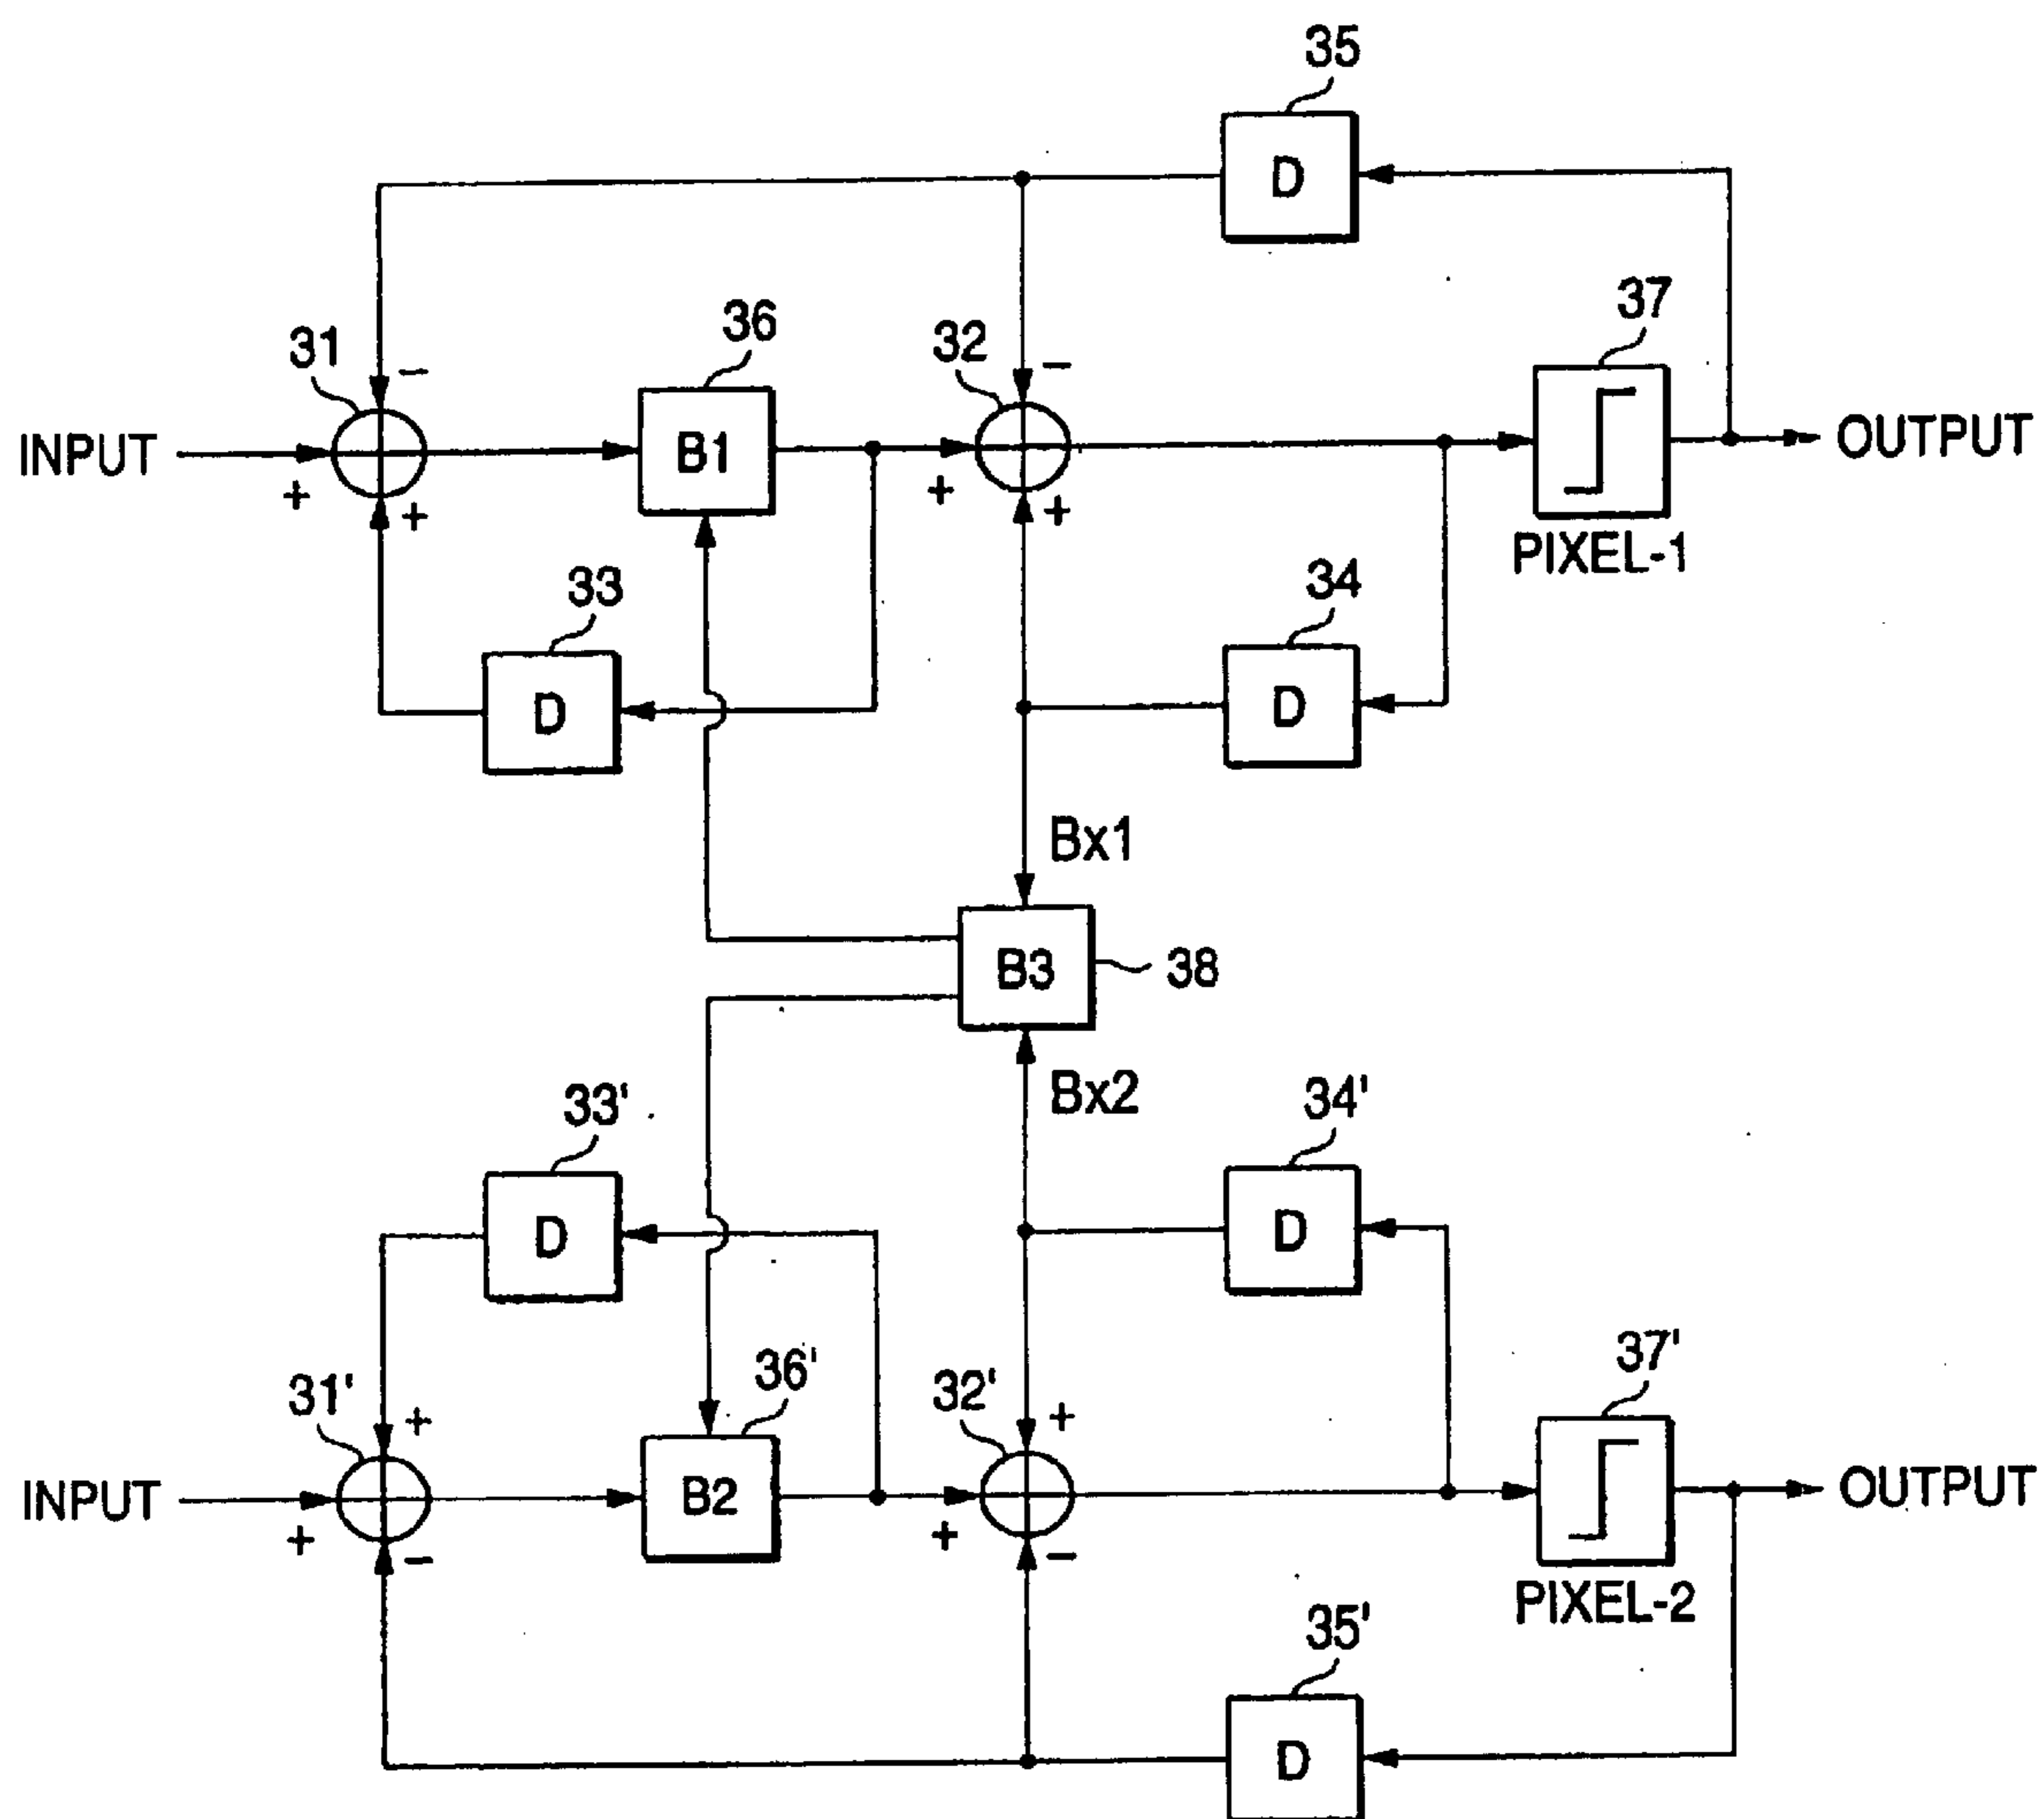 35
D
37
36
32
31
INPUT
B1
OUTPUT
PIXEL-1
- 
-
+
+
+
+
33
34
D
D
Bx1
B3
38
Bx2
33'
34'
D
D
37'
36'
32'
31'
+
+
INPUT
B2
OUTPUT
+
-
+
-
PIXEL-2
35'
D